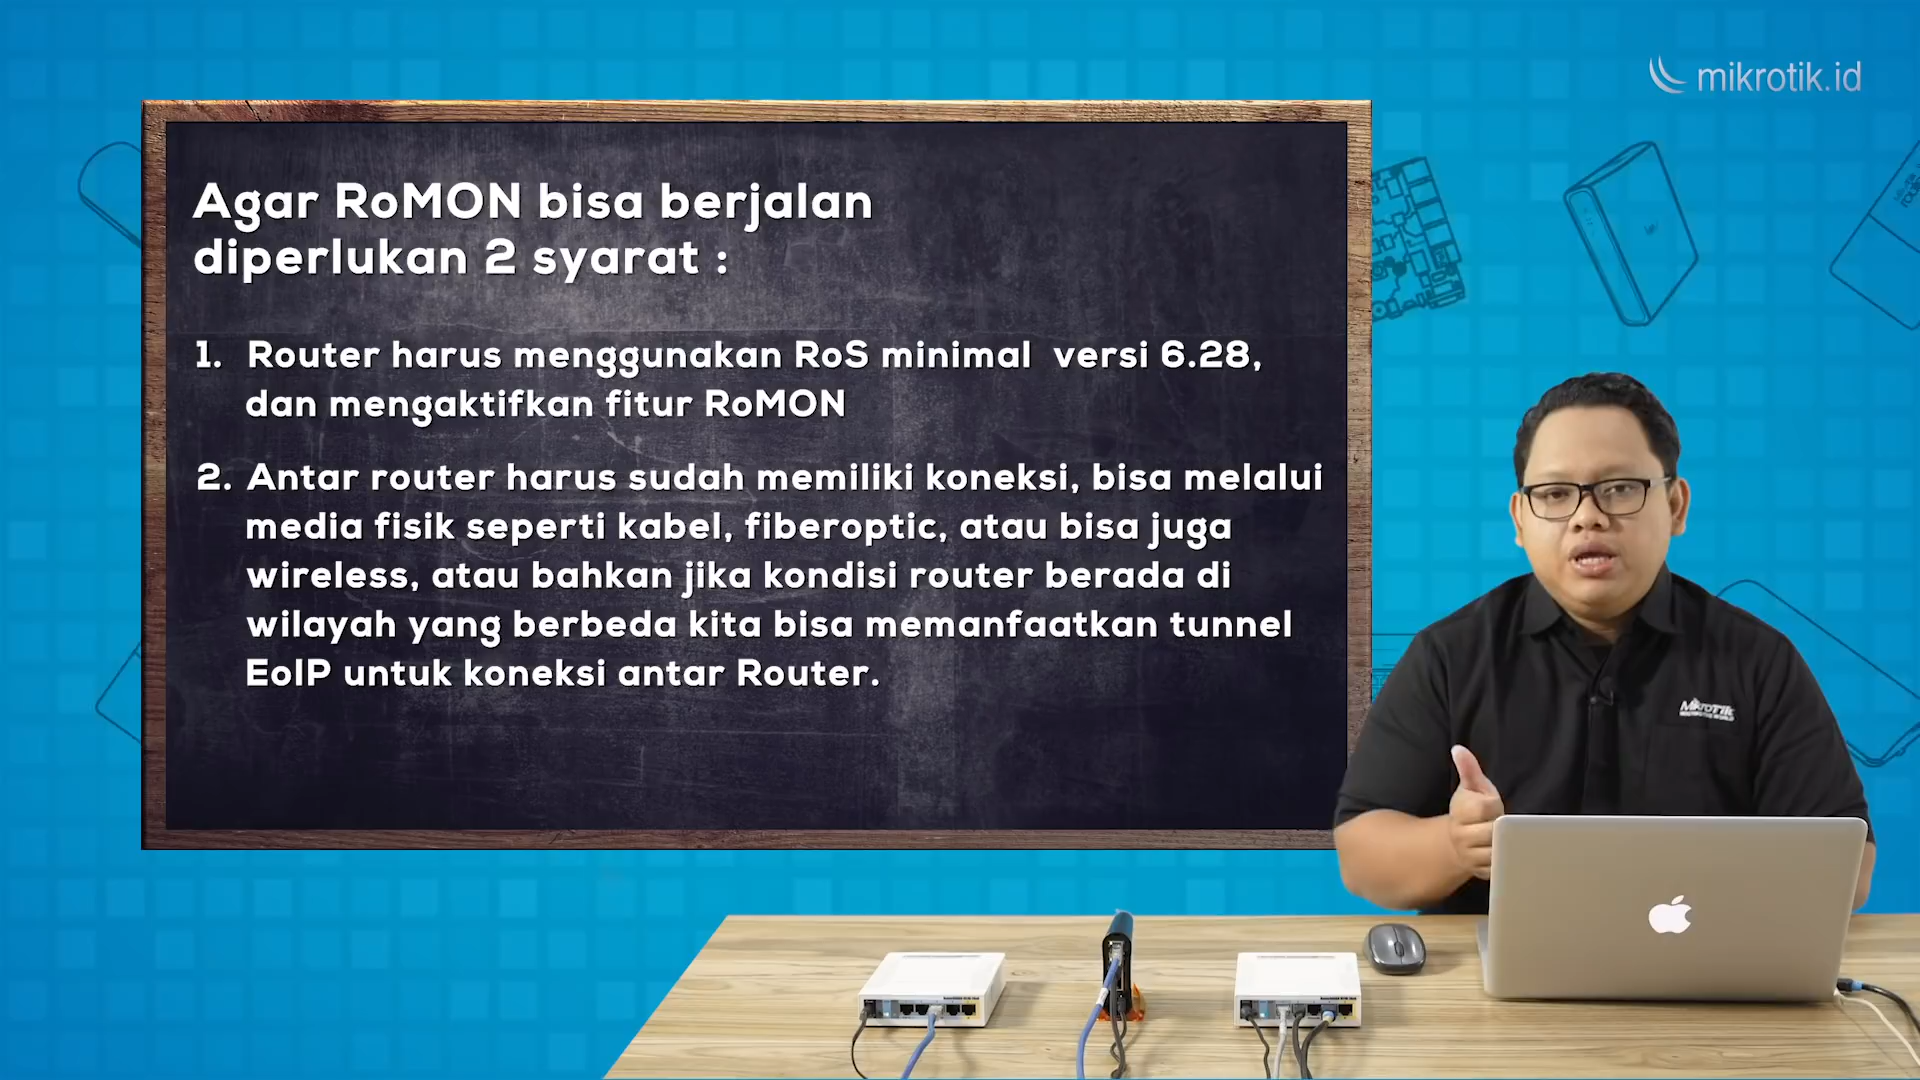 mikrotik.id
Agar RoMON bisa berjalan
diperlukan 2 syarat :
1. Router harus menggunakan RoS minimal versi 6.28,
dan mengaktifkan fitur RoMON
2. Antar router harus sudah memiliki koneksi, bisa melalui
media fisik seperti kabel, fiberoptic, atau bisa juga
wireless, atau bahkan jika kondisi router berada di
wilayah yang berbeda kita bisa memanfaatkan tunnel
EoIP untuk koneksi antar Router.
MikroTik